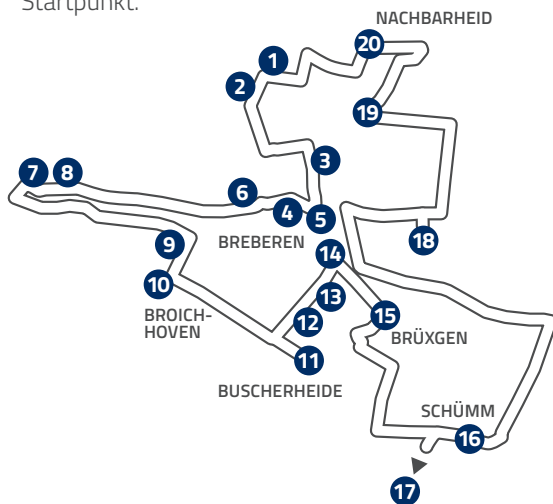 Startpunkt.
NACHBARHEID
20
1
2
19
3
7
8
6
4
5
18
BREBEREN
9
14
10
13
BROICH-
HOVEN
12
15
BRÜXGEN
11
BUSCHERHEIDE
SCHÜMM
16
17